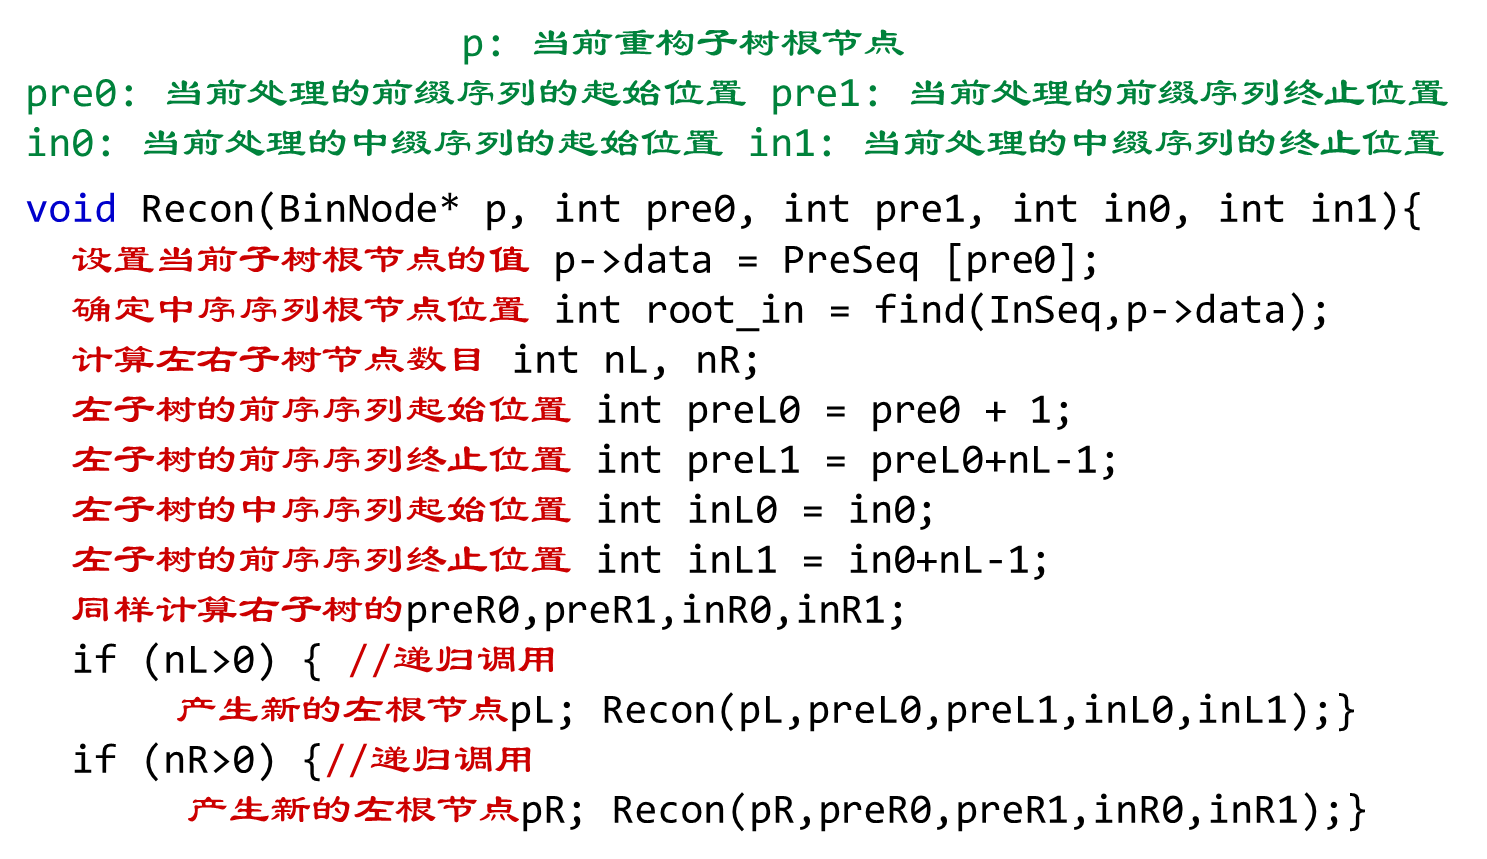 p: 当前重构子树根节点
pre0: 当前处理的前缀序列的起始位置 pre1: 当前处理的前缀序列终止位置
in0: 当前处理的中缀序列的起始位置 in1: 当前处理的中缀序列的终止位置
void Recon(BinNode* p, int pre0, int pre1, int in0, int in1){
设置当前子树根节点的值 p->data = PreSeq [pre0];
确定中序序列根节点位置 int root_in = find(InSeq,p->data);
计算左右子树节点数目 int nL, nR;
左子树的前序序列起始位置 int preL0 = pre0 + 1;
左子树的前序序列终止位置 int preL1 = preL0+nL-1;
左子树的中序序列起始位置 int inL0 = in0;
左子树的前序序列终止位置 int inL1 = in0+nL-1;
同样计算右子树的preR0,preR1,inR0,inR1;
if (nL>0) { //递归调用
产生新的左根节点pL; Recon(pL,preL0,preL1,inL0,inL1);}
if (nR>0) {//递归调用
产生新的左根节点pR; Recon(pR,preR0,preR1,inR0,inR1);}